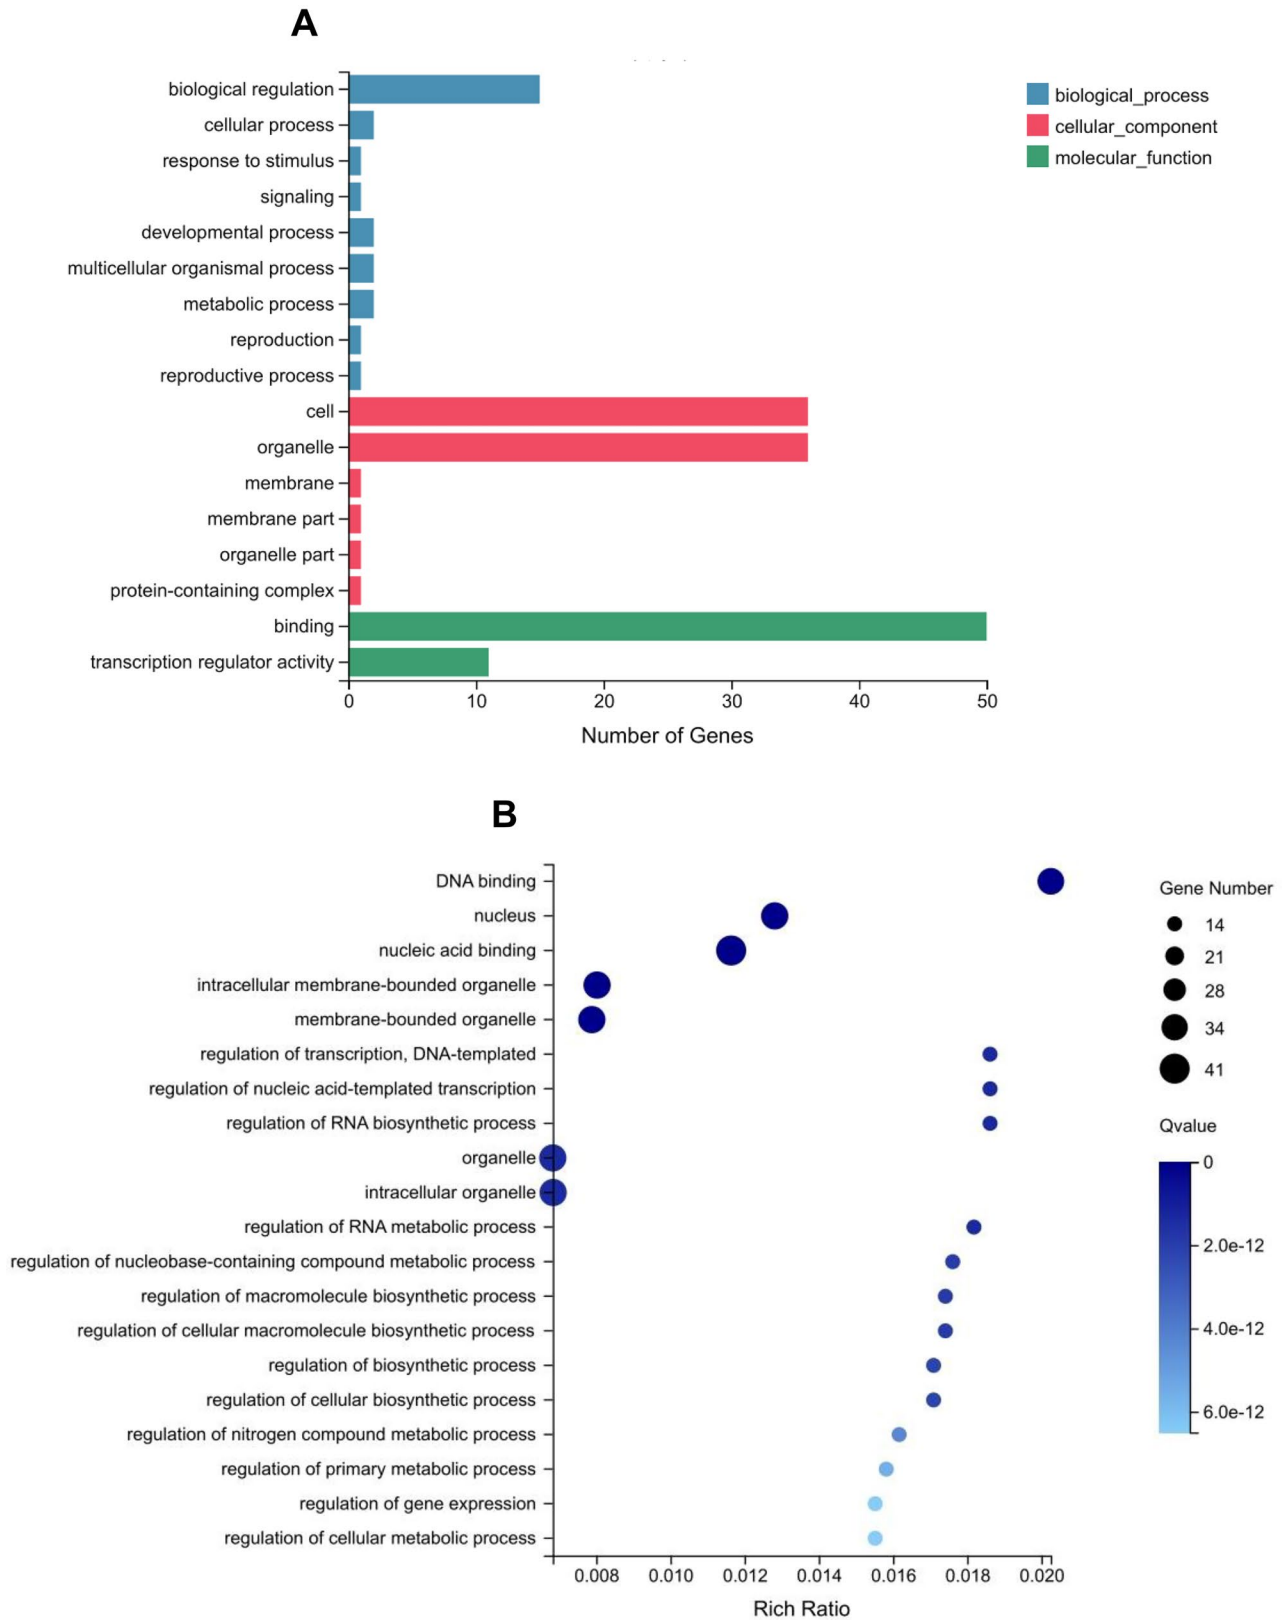 A
biological regulation
cellular process
response to stimulus
signaling
developmental process
multicellular organismal process
metabolic process
reproduction
reproductive process
cell
organelle
membrane
membrane part
organelle part
protein-containing complex
binding
transcription regulator activity
0 10 20 30 40 50
Number of Genes
biological_process
cellular_component
molecular_function
B
DNA binding
nucleus
nucleic acid binding
intracellular membrane-bounded organelle
membrane-bounded organelle
regulation of transcription, DNA-templated
regulation of nucleic acid-templated transcription
regulation of RNA biosynthetic process
organelle
intracellular organelle
regulation of RNA metabolic process
regulation of nucleobase-containing compound metabolic process
regulation of macromolecule biosynthetic process
regulation of cellular macromolecule biosynthetic process
regulation of biosynthetic process
regulation of cellular biosynthetic process
regulation of nitrogen compound metabolic process
regulation of primary metabolic process
regulation of gene expression
regulation of cellular metabolic process
0.008 0.010 0.012 0.014 0.016 0.018 0.020
Rich Ratio
Gene Number
14
21
28
34
41
Qvalue
0
2.0e-12
4.0e-12
6.0e-12